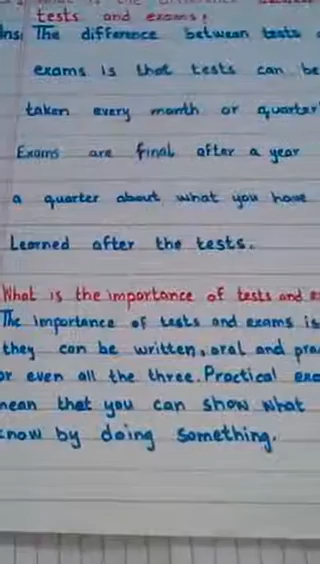 tests and exams?
Ans: The difference between tests
exams is that tests can be
taken every month or quarter
Exams are final after a year
a quarter about what you have
Learned after the tests.
What is the importance of tests and
The importance of tests and exams is
they can be written, oral and
or even all the three. Practical
mean that you can show what
know by doing something.